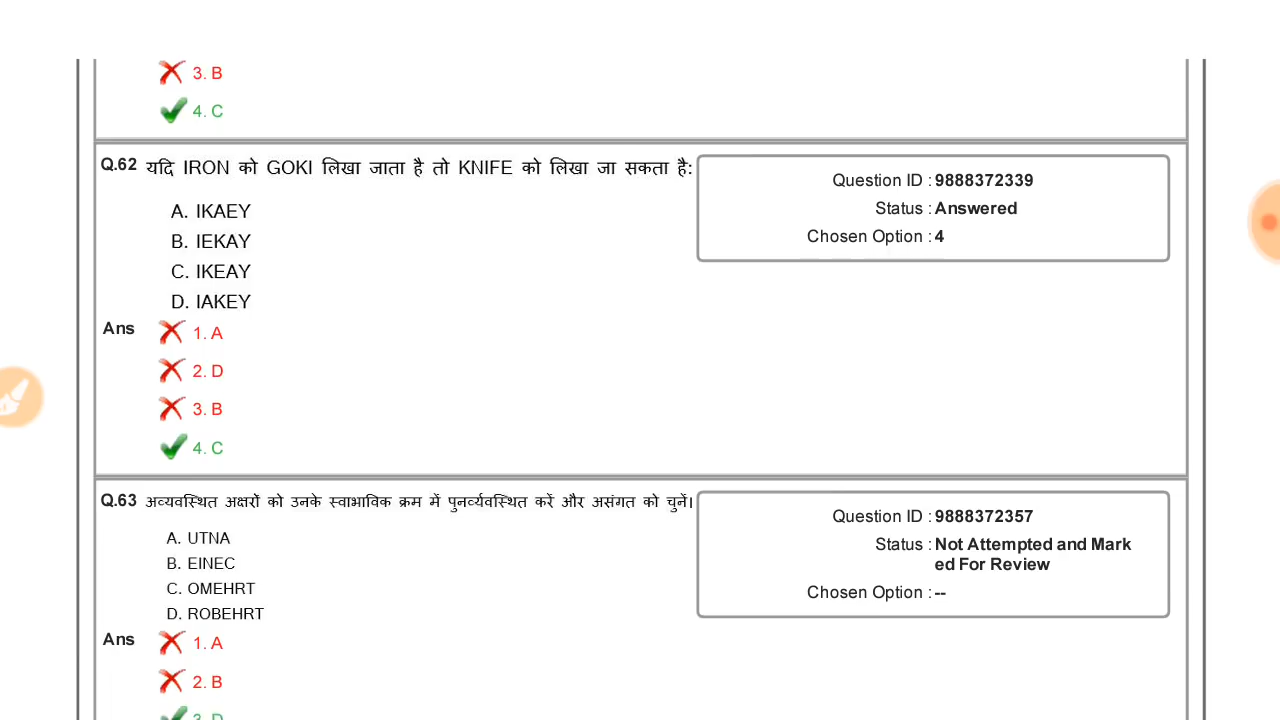 3. B
4. C
Q.62 यदि IRON को GOKI लिखा जाता है तो KNIFE को लिखा जा सकता है:
Question ID : 9888372339
Status : Answered
Chosen Option : 4
A. IKAEY
B. IEKAY
C. IKEAY
D. IAKEY
Ans 1. A
2. D
3. B
4. C
Q.63 अव्यवस्थित अक्षरों को उनके स्वाभाविक क्रम में पुनर्व्यवस्थित करें और असंगत को चुनें।
Question ID : 9888372357
Status : Not Attempted and Mark
ed For Review
Chosen Option : --
A. UTNA
B. EINEC
C. OMEHRT
D. ROBEHRT
Ans 1. A
2. B
3. D